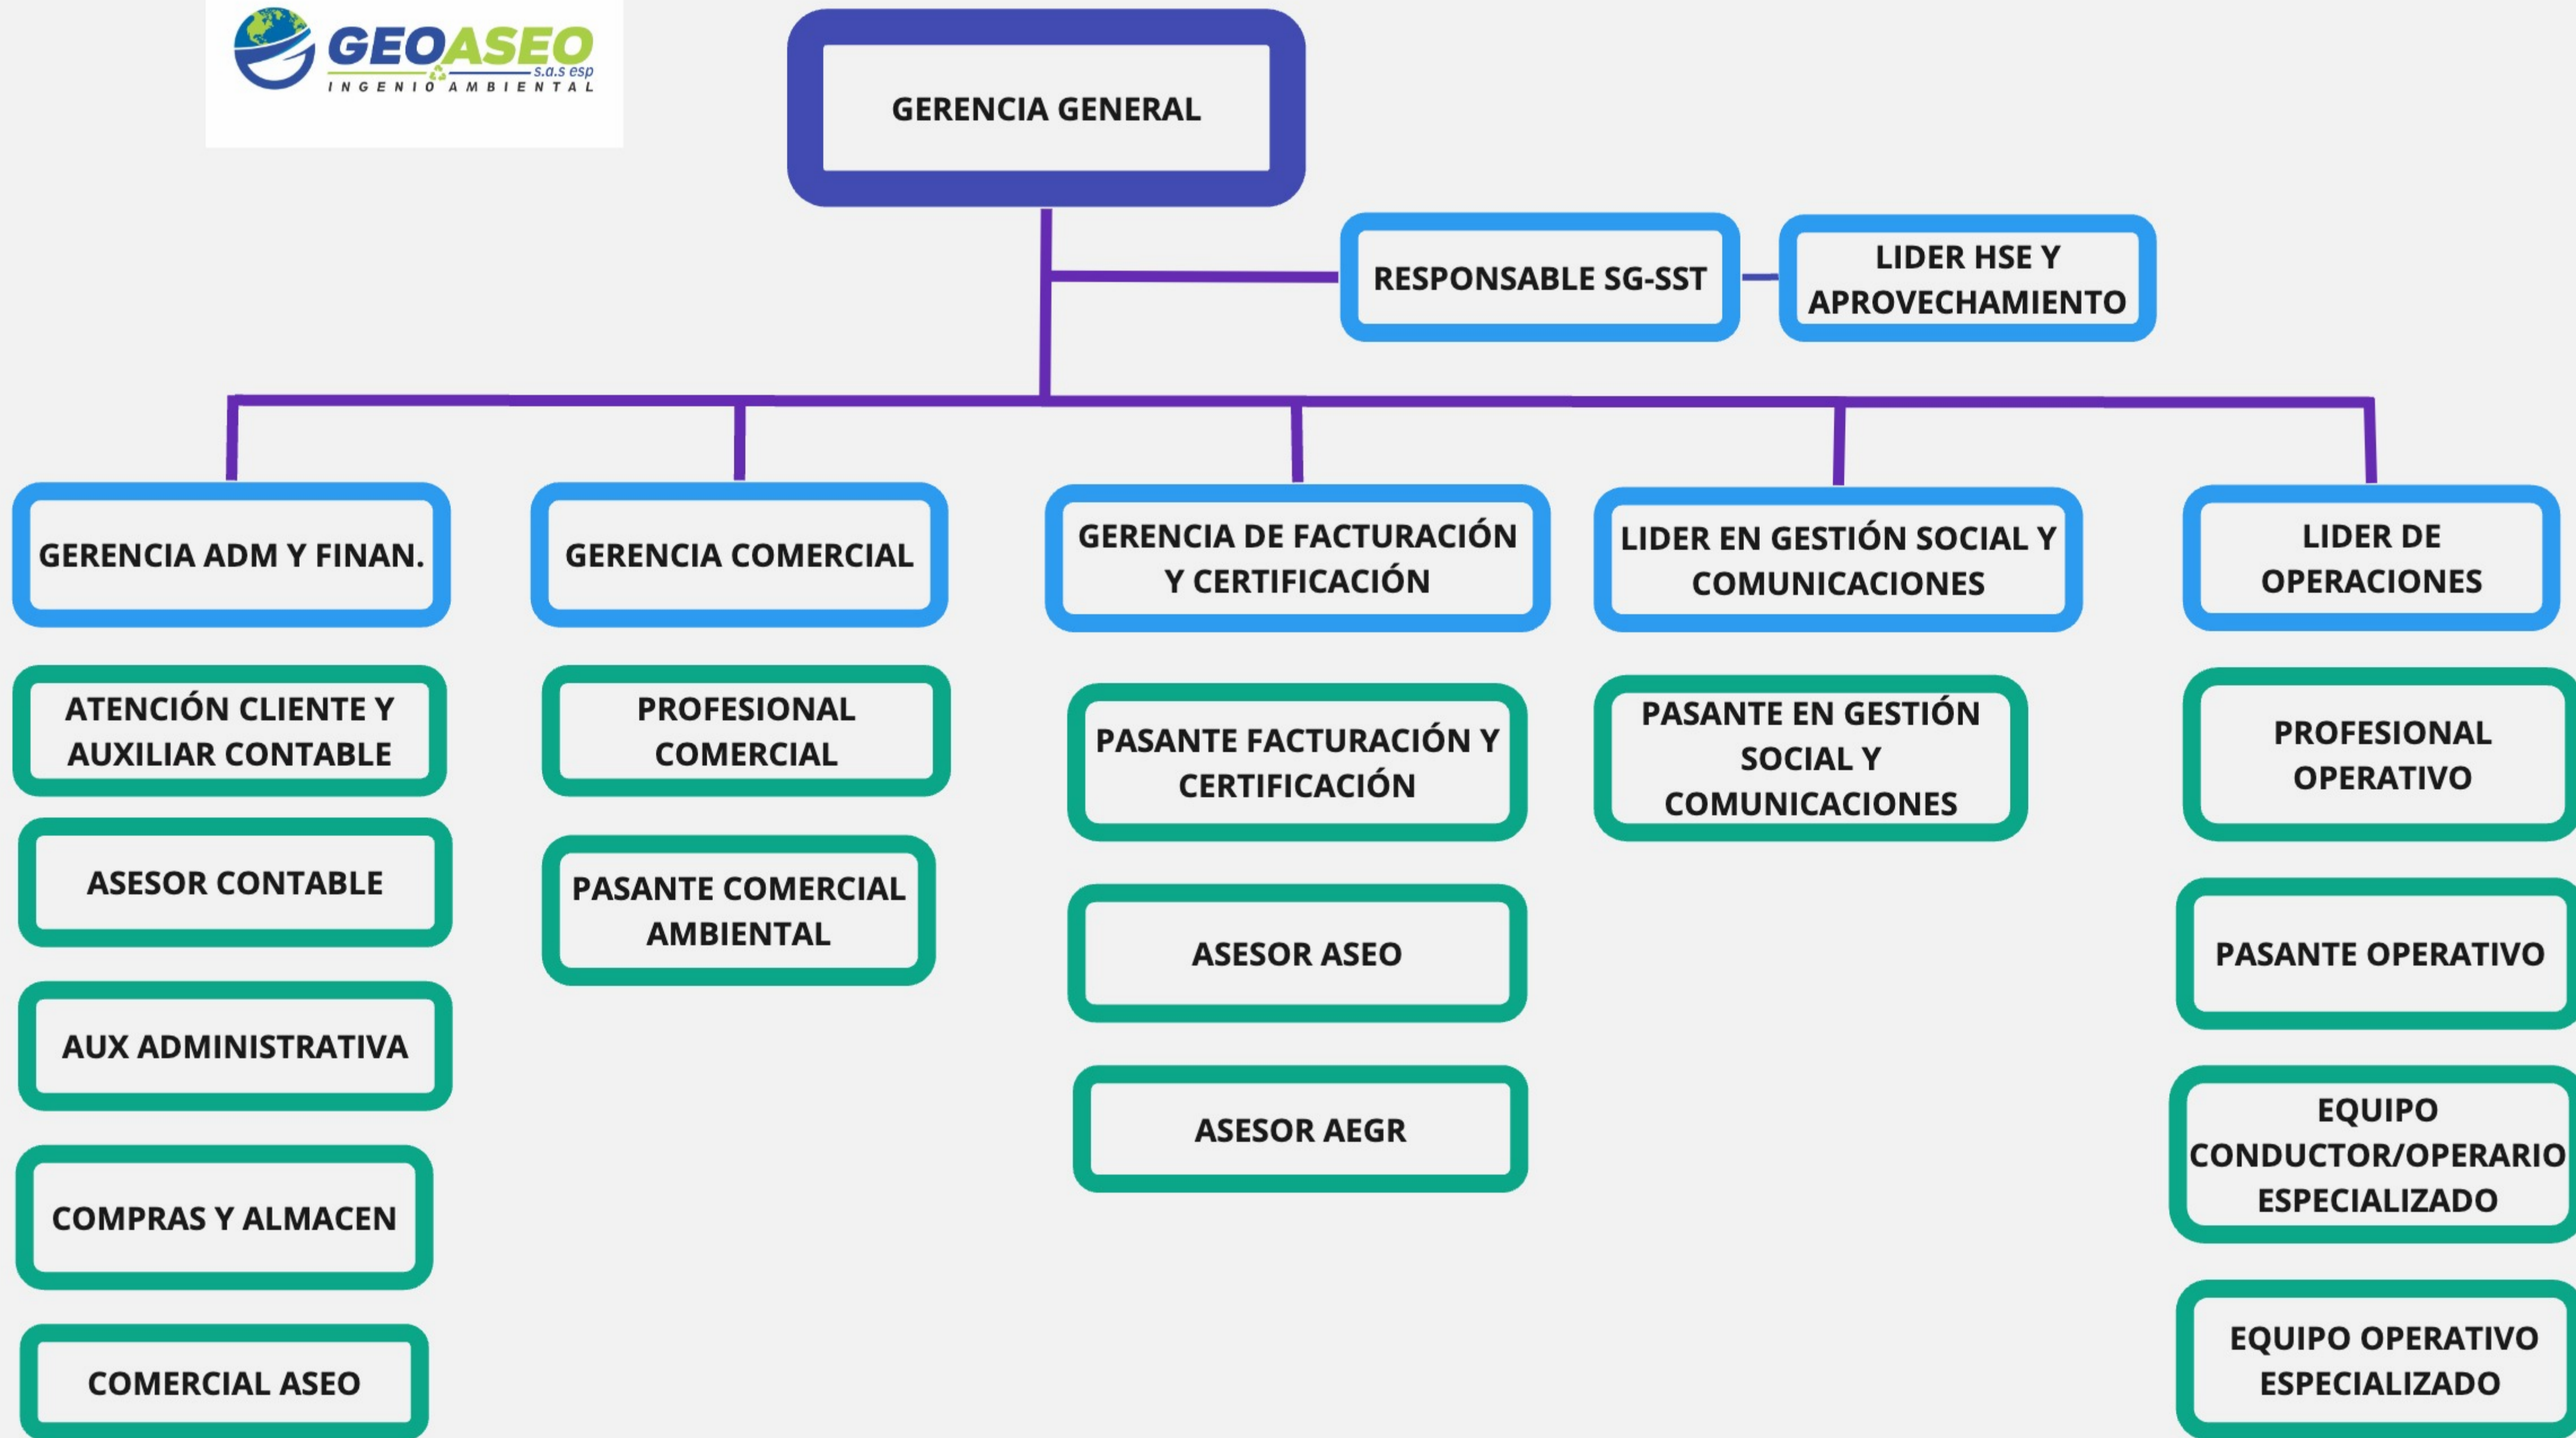 GEOASEO
s.a.s esp
INGENIO AMBIENTAL
GERENCIA GENERAL
RESPONSABLE SG-SST
LIDER HSE Y
APROVECHAMIENTO
GERENCIA ADM Y FINAN.
GERENCIA COMERCIAL
GERENCIA DE FACTURACIÓN
Y CERTIFICACIÓN
LIDER EN GESTIÓN SOCIAL Y
COMUNICACIONES
LIDER DE
OPERACIONES
ATENCIÓN CLIENTE Y
AUXILIAR CONTABLE
ASESOR CONTABLE
AUX ADMINISTRATIVA
COMPRAS Y ALMACEN
COMERCIAL ASEO
PROFESIONAL
COMERCIAL
PASANTE COMERCIAL
AMBIENTAL
PASANTE FACTURACIÓN Y
CERTIFICACIÓN
ASESOR ASEO
ASESOR AEGR
PASANTE EN GESTIÓN
SOCIAL Y
COMUNICACIONES
PROFESIONAL
OPERATIVO
PASANTE OPERATIVO
EQUIPO
CONDUCTOR/OPERARIO
ESPECIALIZADO
EQUIPO OPERATIVO
ESPECIALIZADO